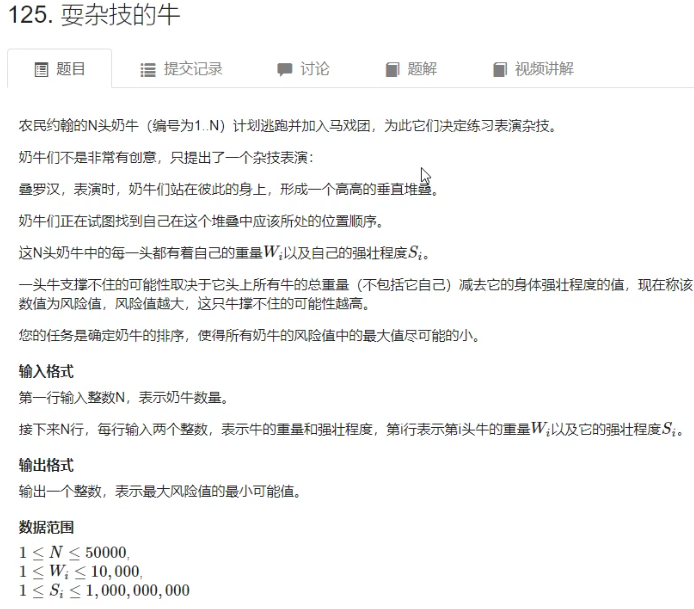 125. 耍杂技的牛
题目 提交记录 讨论 题解 视频讲解
农民约翰的N头奶牛（编号为1..N）计划逃跑并加入马戏团，为此它们决定练习表演杂技。
奶牛们不是非常有创意，只提出了一个杂技表演：
叠罗汉，表演时，奶牛们站在彼此的身上，形成一个高高的垂直堆叠。
奶牛们正在试图找到自己在这个堆叠中应该所处的位置顺序。
这N头奶牛中的每一头都有着自己的重量Wi以及自己的强壮程度Si。
一头牛支撑不住的可能性取决于它头上所有牛的总重量（不包括它自己）减去它的身体强壮程度的值，现在称该
数值为风险值，风险值越大，这只牛撑不住的可能性越高。
您的任务是确定奶牛的排序，使得所有奶牛的风险值中的最大值尽可能的小。
输入格式
第一行输入整数N，表示奶牛数量。
接下来N行，每行输入两个整数，表示牛的重量和强壮程度，第i行表示第i头牛的重量Wi以及它的强壮程度Si。
输出格式
输出一个整数，表示最大风险值的最小可能值。
数据范围
1 ≤ N ≤ 50000,
1 ≤ Wi ≤ 10,000,
1 ≤ Si ≤ 1,000,000,000